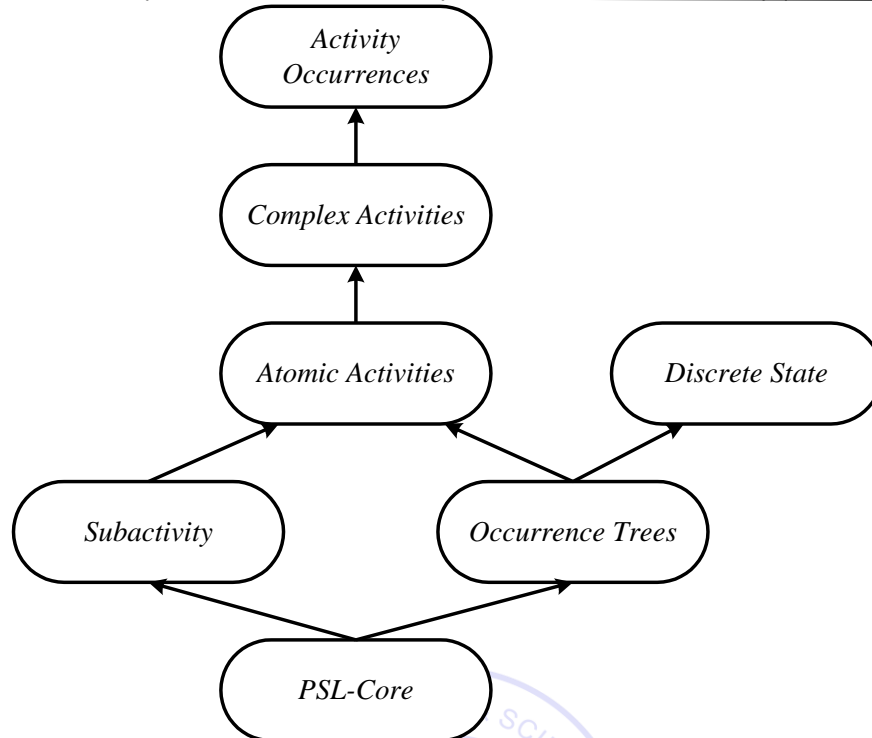 Activity
Occurrences
Complex Activities
Atomic Activities
Discrete State
Subactivity
Occurrence Trees
PSL-Core